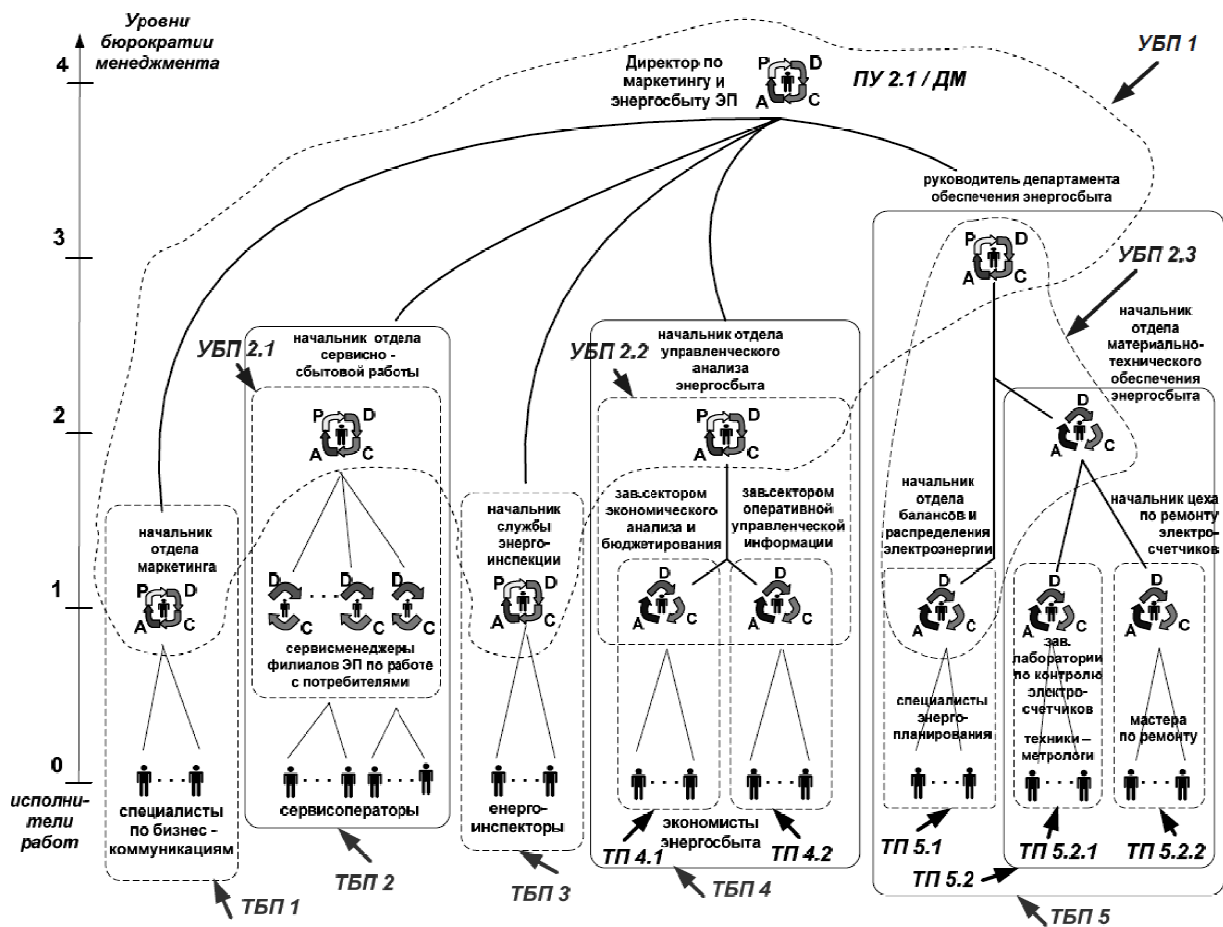 Уровни
бюрократии
менеджмента
4
3
2
1
0
исполни-
тели
работ
Директор по
маркетингу и
энергосбыту ЭП
P D
A C
ПУ 2.1 / ДМ
УБП 1
руководитель департамента
обеспечения энергосбыта
P D
A C
УБП 2.3
начальник
отдела
материально-
технического
обеспечения
энергосбыта
D
A C
УБП 2.1
начальник отдела
сервисно -
сбытовой работы
P D
A C
УБП 2.2
начальник отдела
управленческого
анализа
энергосбыта
P D
A C
начальник
отдела
маркетинга
P D
A C
D D D
C C C
сервисменеджеры
филиалов ЭП по работе
с потребителями
начальник
службы
энерго-
инспекции
P D
A C
зав.сектором
экономического
анализа и
бюджетирования
D
A C
зав.сектором
оперативной
управленческой
информации
D
A C
начальник
отдела
балансов и
распределения
электроэнергии
D
A C
D
A C
зав.
лаборатории
по контролю
электро-
счетчиков
начальник цеха
по ремонту
электро-
счетчиков
D
A C
специалисты
энерго-
планирования
техники –
метрологи
мастера
по ремонту
специалисты
по бизнес -
коммуникациям
сервисоператоры
енерго-
инспекторы
экономисты
энергосбыта
ТП 4.1
ТП 4.2
ТП 5.1
ТП 5.2
ТП 5.2.1
ТП 5.2.2
ТБП 1
ТБП 2
ТБП 3
ТБП 4
ТБП 5